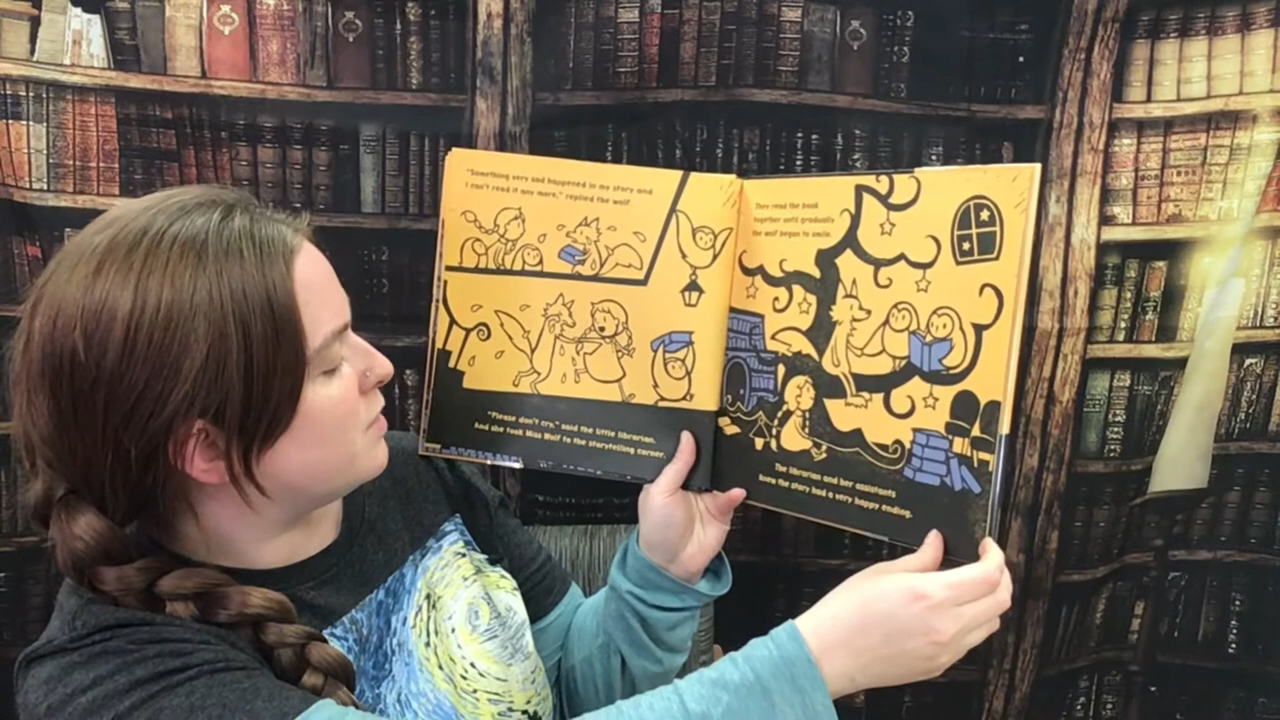 "Something very sad happened in my story and
I can't read it any more," replied the wolf.
"Please don't cry," said the little librarian.
And she took Miss Wolf to the storytelling corner.
They read the book
together until gradually
the wolf began to smile.
The librarian and her assistants
knew the story had a very happy ending.